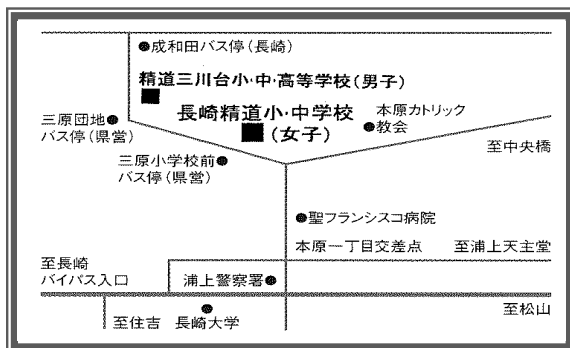 ●成和田バス停(長崎)
精道三川台小・中・高等学校(男子)
長崎精道小・中学校
(女子)
本原カトリック
●教会
三原団地●
バス停(県営)
三原小学校前●
バス停(県営)
至中央橋
●聖フランシスコ病院
本原一丁目交差点
至浦上天主堂
至長崎
バイパス入口
浦上警察署●
至松山
至住吉
長崎大学